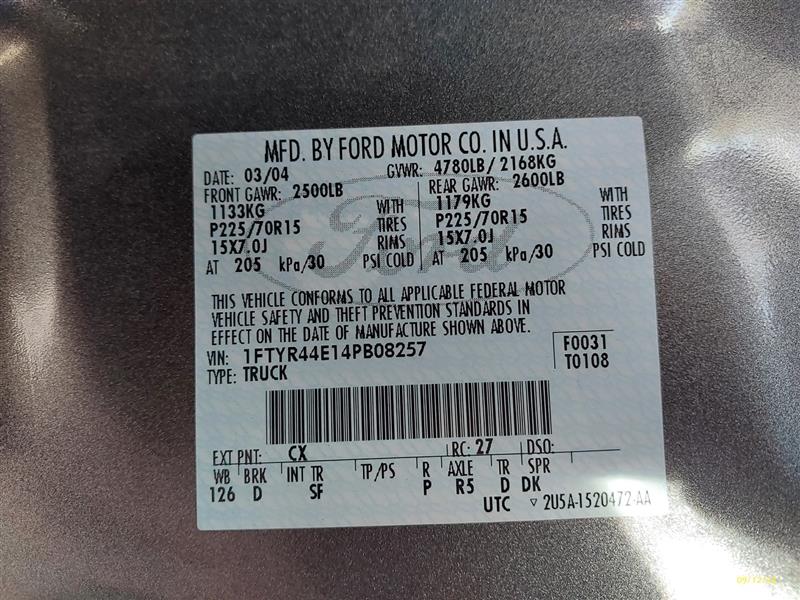 MFD. BY FORD MOTOR CO. IN U.S.A.
DATE: 03/04 GVWR: 4780LB / 2168KG
FRONT GAWR: 2500LB REAR GAWR: 2600LB
1133KG WITH 1179KG WITH
P225/70R15 TIRES P225/70R15 TIRES
15X7.0J RIMS 15X7.0J RIMS
AT 205 kPa/30 PSI COLD AT 205 kPa/30 PSI COLD
Ford
THIS VEHICLE CONFORMS TO ALL APPLICABLE FEDERAL MOTOR
VEHICLE SAFETY AND THEFT PREVENTION STANDARDS IN
EFFECT ON THE DATE OF MANUFACTURE SHOWN ABOVE.
VIN: 1FTYR44E14PB08257 F0031
TYPE: TRUCK T0108
EXT PNT: CX RC: 27 DSO:
WB BRK INT TR TP/PS R AXLE TR SPR
126 D SF P R5 D DK
UTC ▽ 2U5A-1520472-AA